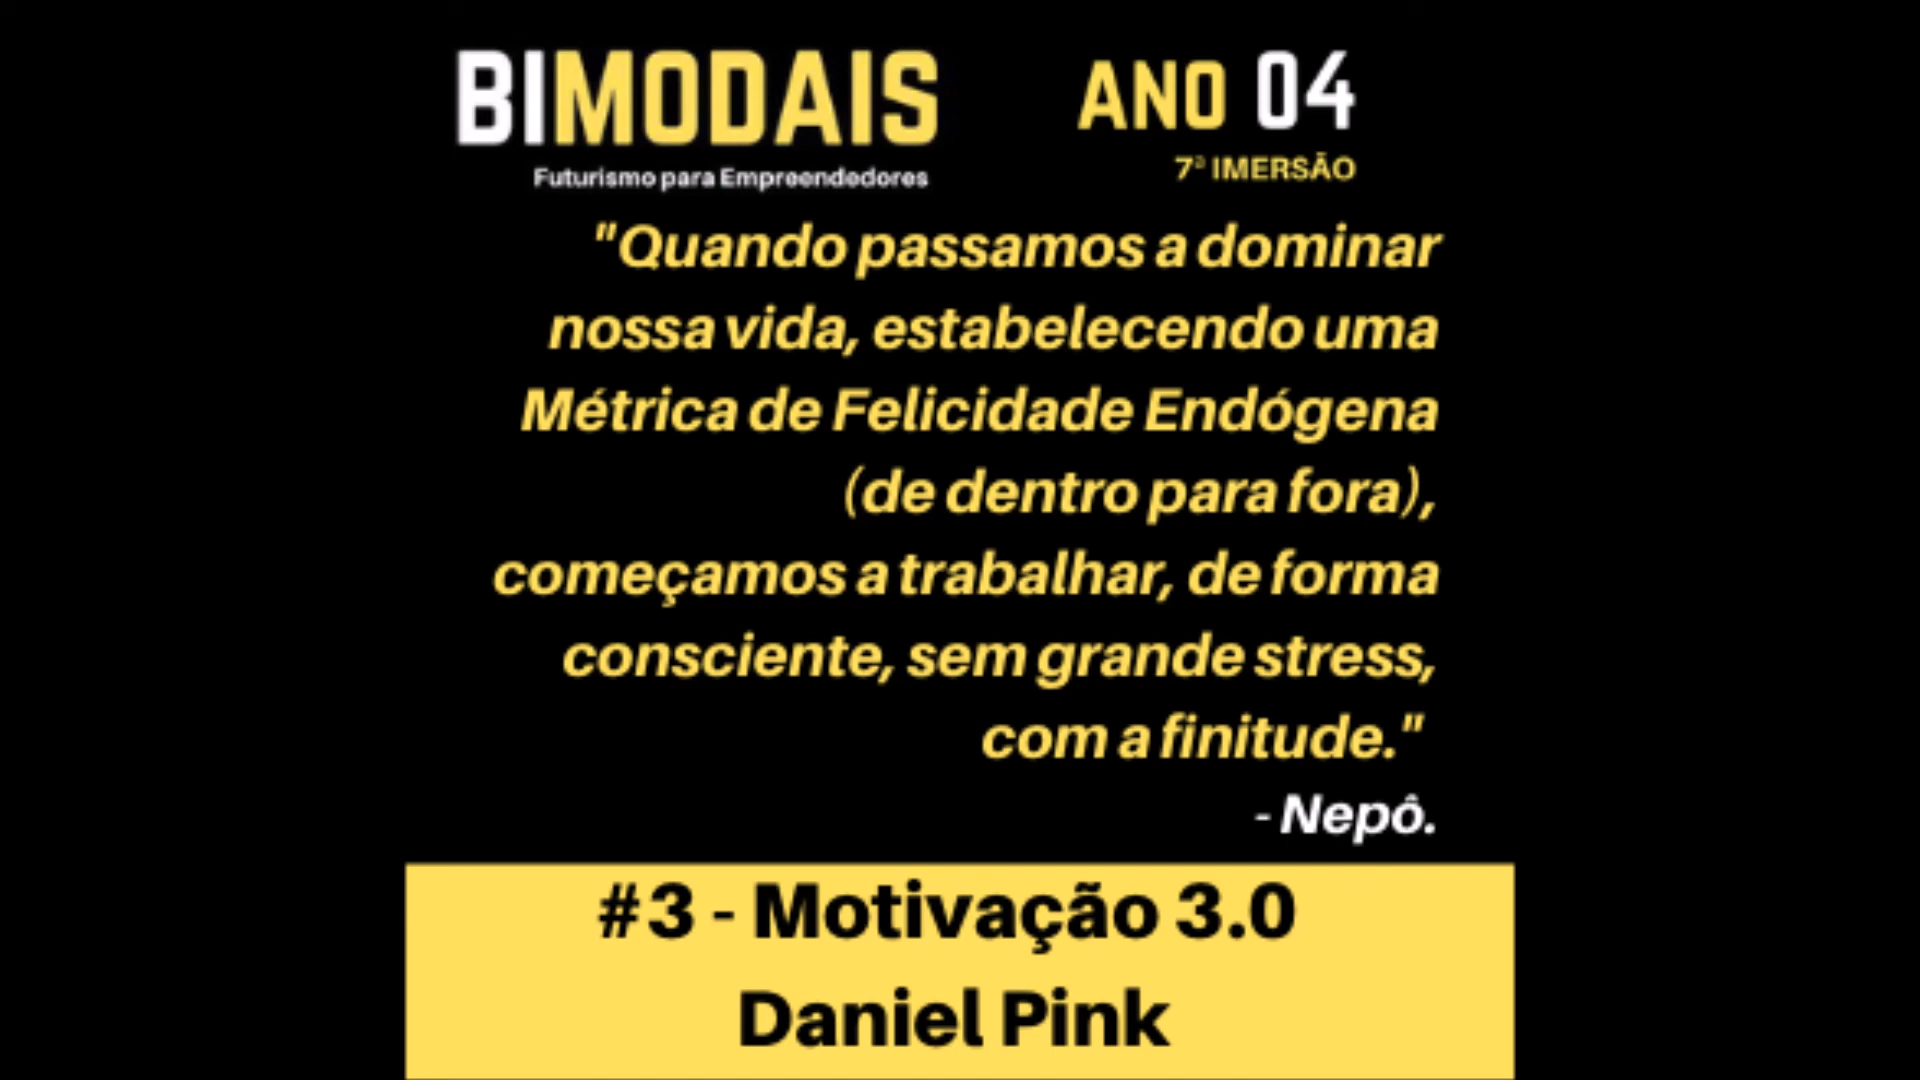 BIMODAIS
Futurismo para Empreendedores
ANO 04
7ª IMERSÃO
"Quando passamos a dominar
nossa vida, estabelecendo uma
Métrica de Felicidade Endógena
(de dentro para fora),
começamos a trabalhar, de forma
consciente, sem grande stress,
com a finitude."
- Nepô.
#3 - Motivação 3.0
Daniel Pink